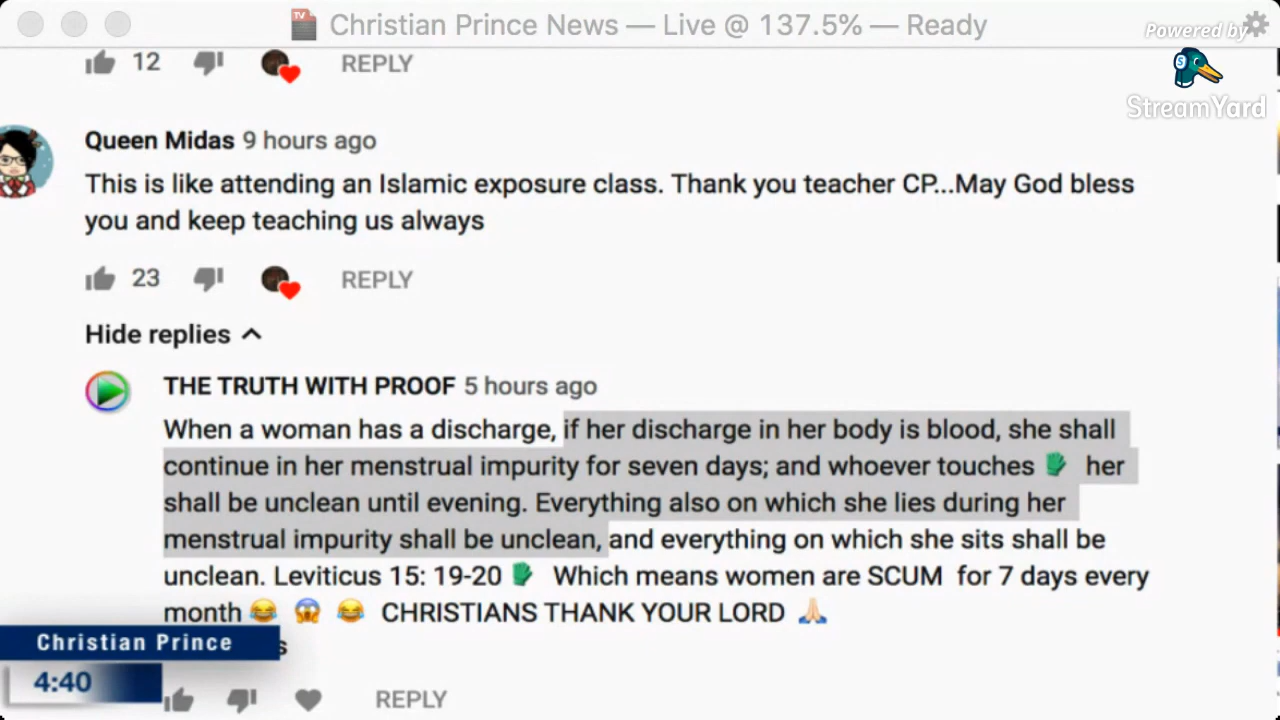 Christian Prince News — Live @ 137.5% — Ready
Powered by
StreamYard
12 REPLY
Queen Midas 9 hours ago
This is like attending an Islamic exposure class. Thank you teacher CP...May God bless
you and keep teaching us always
23 REPLY
Hide replies
THE TRUTH WITH PROOF 5 hours ago
When a woman has a discharge, if her discharge in her body is blood, she shall
continue in her menstrual impurity for seven days; and whoever touches her
shall be unclean until evening. Everything also on which she lies during her
menstrual impurity shall be unclean, and everything on which she sits shall be
unclean. Leviticus 15: 19-20 Which means women are SCUM for 7 days every
month 😂 😱 😂 CHRISTIANS THANK YOUR LORD 🙏🏻
Christian Prince
4:40
REPLY